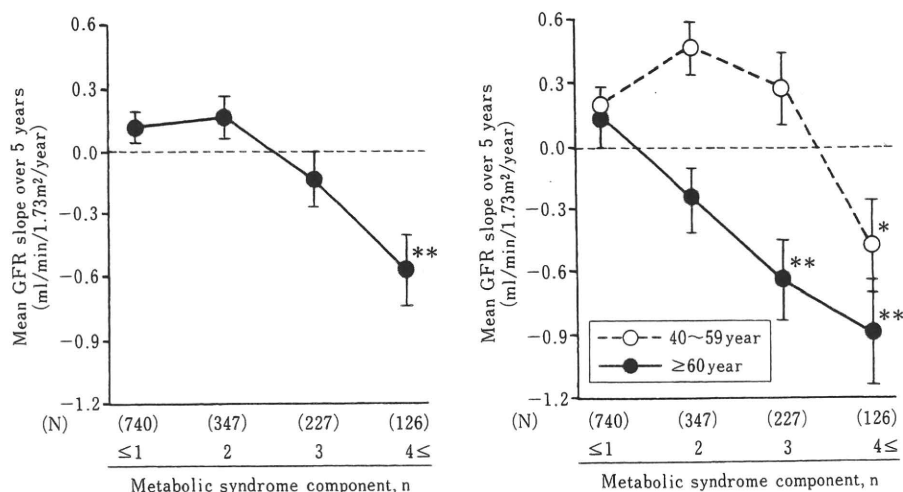 Mean GFR slope over 5 years
(ml/min/1.73m²/year)
0.6
0.3
0.0
−0.3
−0.6
−0.9
−1.2
**
(N) (740) (347) (227) (126)
≤1 2 3 4≤
Metabolic syndrome component, n
Mean GFR slope over 5 years
(ml/min/1.73m²/year)
0.6
0.3
0.0
−0.3
−0.6
−0.9
−1.2
*
**
**
40~59 year
≥60 year
(N) (740) (347) (227) (126)
≤1 2 3 4≤
Metabolic syndrome component, n